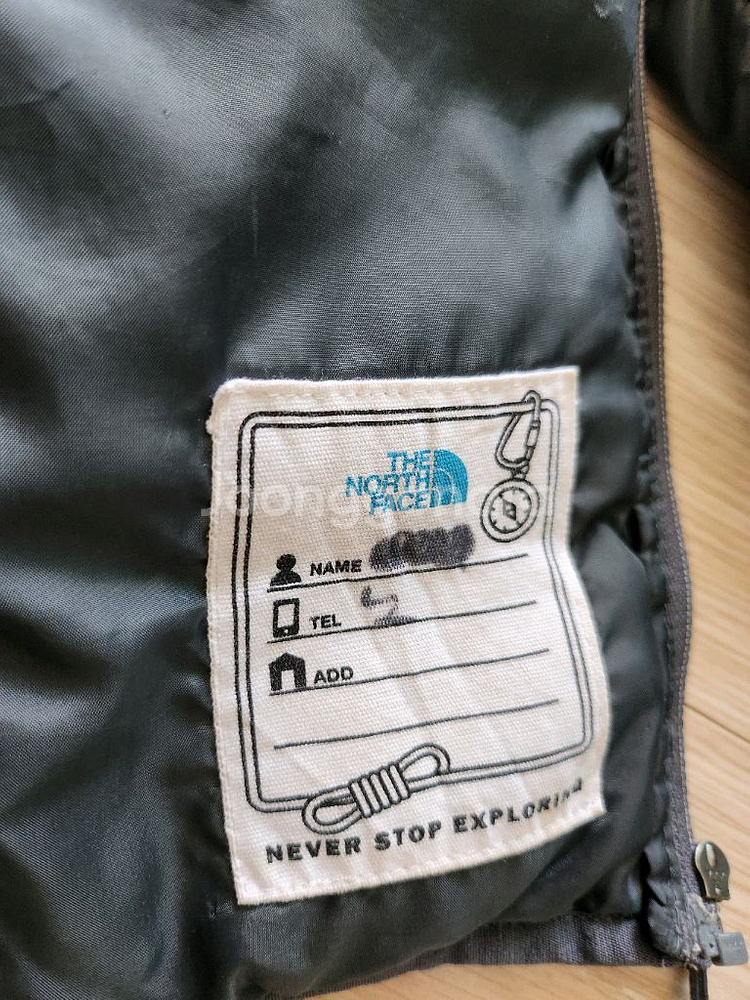 THE
NORTH
FACE
NAME
TEL
ADD
NEVER STOP EXPLORING